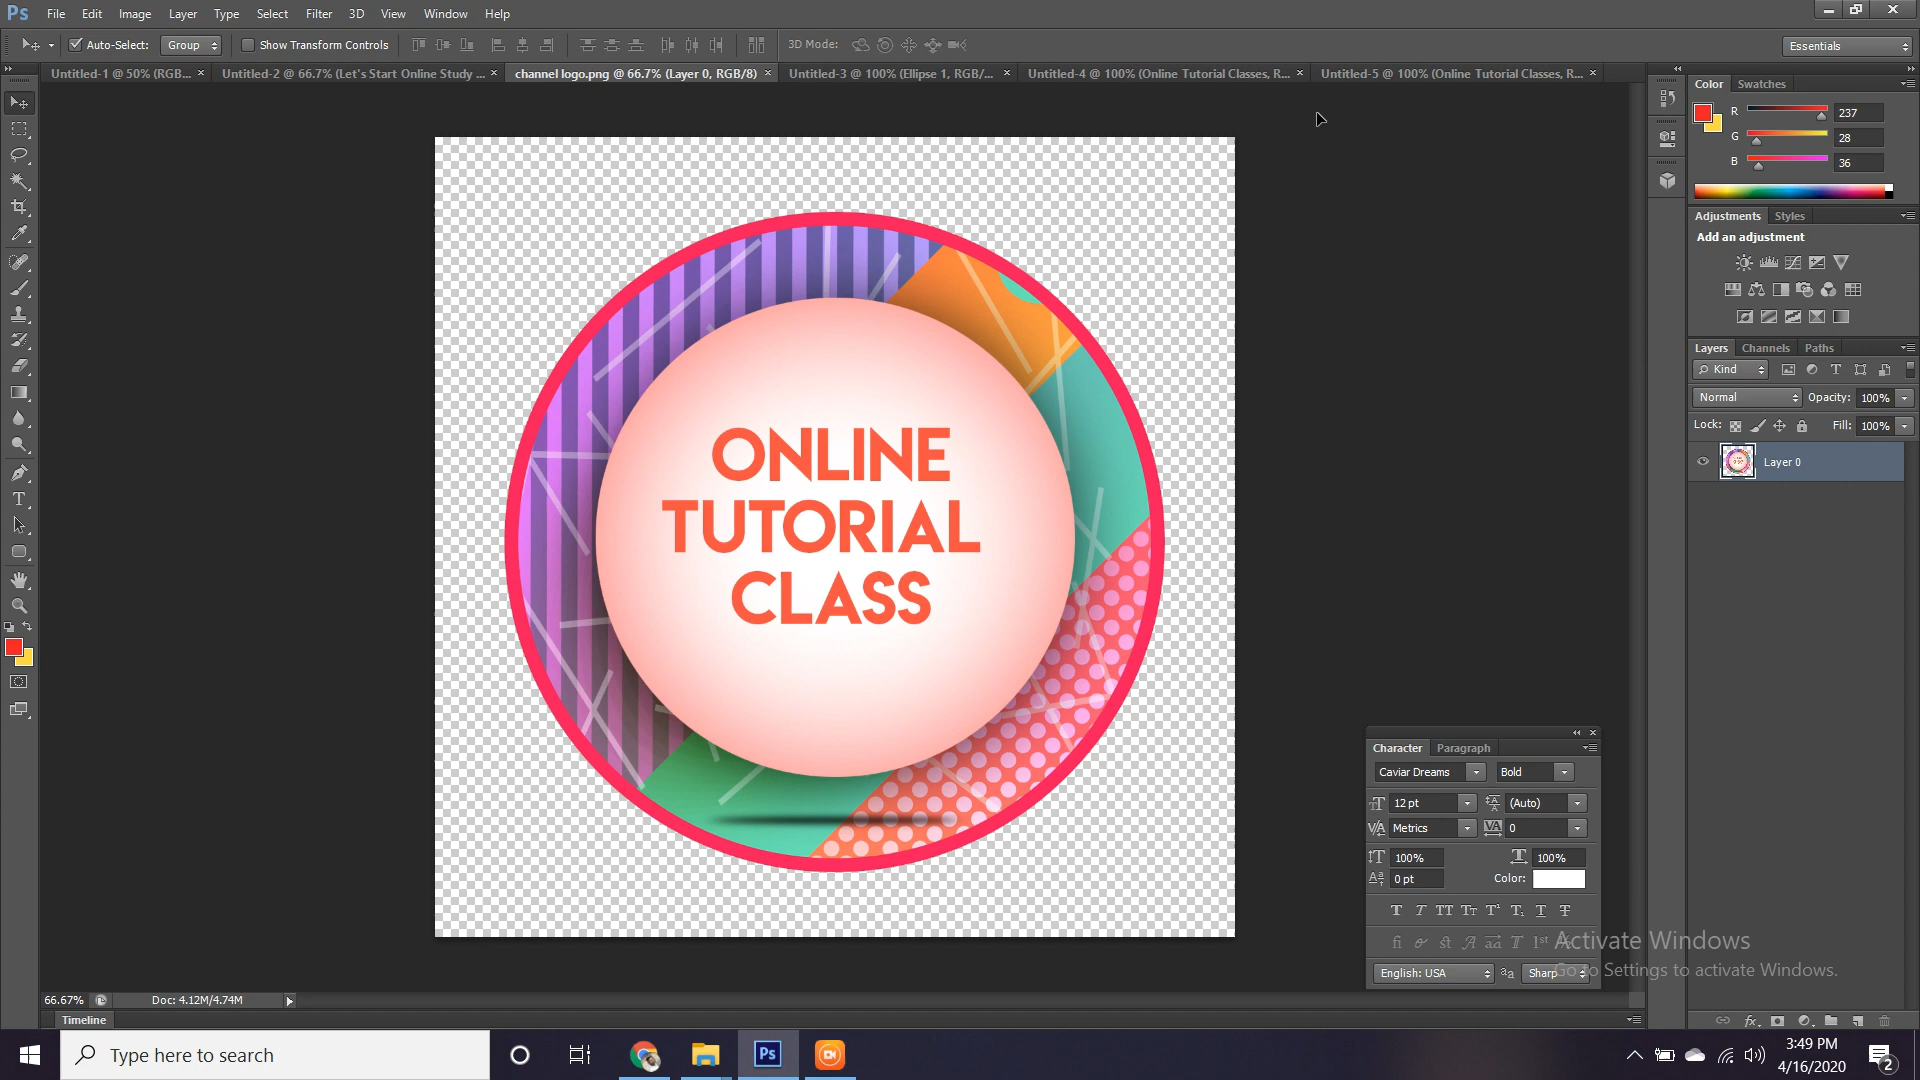 Ps File Edit Image Layer Type Select Filter 3D View Window Help
Auto-Select: Group Show Transform Controls 3D Mode: Essentials
Untitled-1 @ 50% (RGB... × Untitled-2 @ 66.7% (Let's Start Online Study ... × channel logo.png @ 66.7% (Layer 0, RGB/8) × Untitled-3 @ 100% (Ellipse 1, RGB/... × Untitled-4 @ 100% (Online Tutorial Classes, R... × Untitled-5 @ 100% (Online Tutorial Classes, R... ×
Color Swatches
R 237
G 28
B 36
Adjustments Styles
Add an adjustment
Layers Channels Paths
Kind
Normal Opacity: 100%
Lock: Fill: 100%
Layer 0
ONLINE
TUTORIAL
CLASS
Character Paragraph
Caviar Dreams Bold
12 pt (Auto)
Metrics 0
100% 100%
0 pt Color:
English: USA Sharp
Activate Windows
Go to Settings to activate Windows.
66.67% Doc: 4.12M/4.74M
Timeline
Type here to search
Ps
3:49 PM
4/16/2020
2